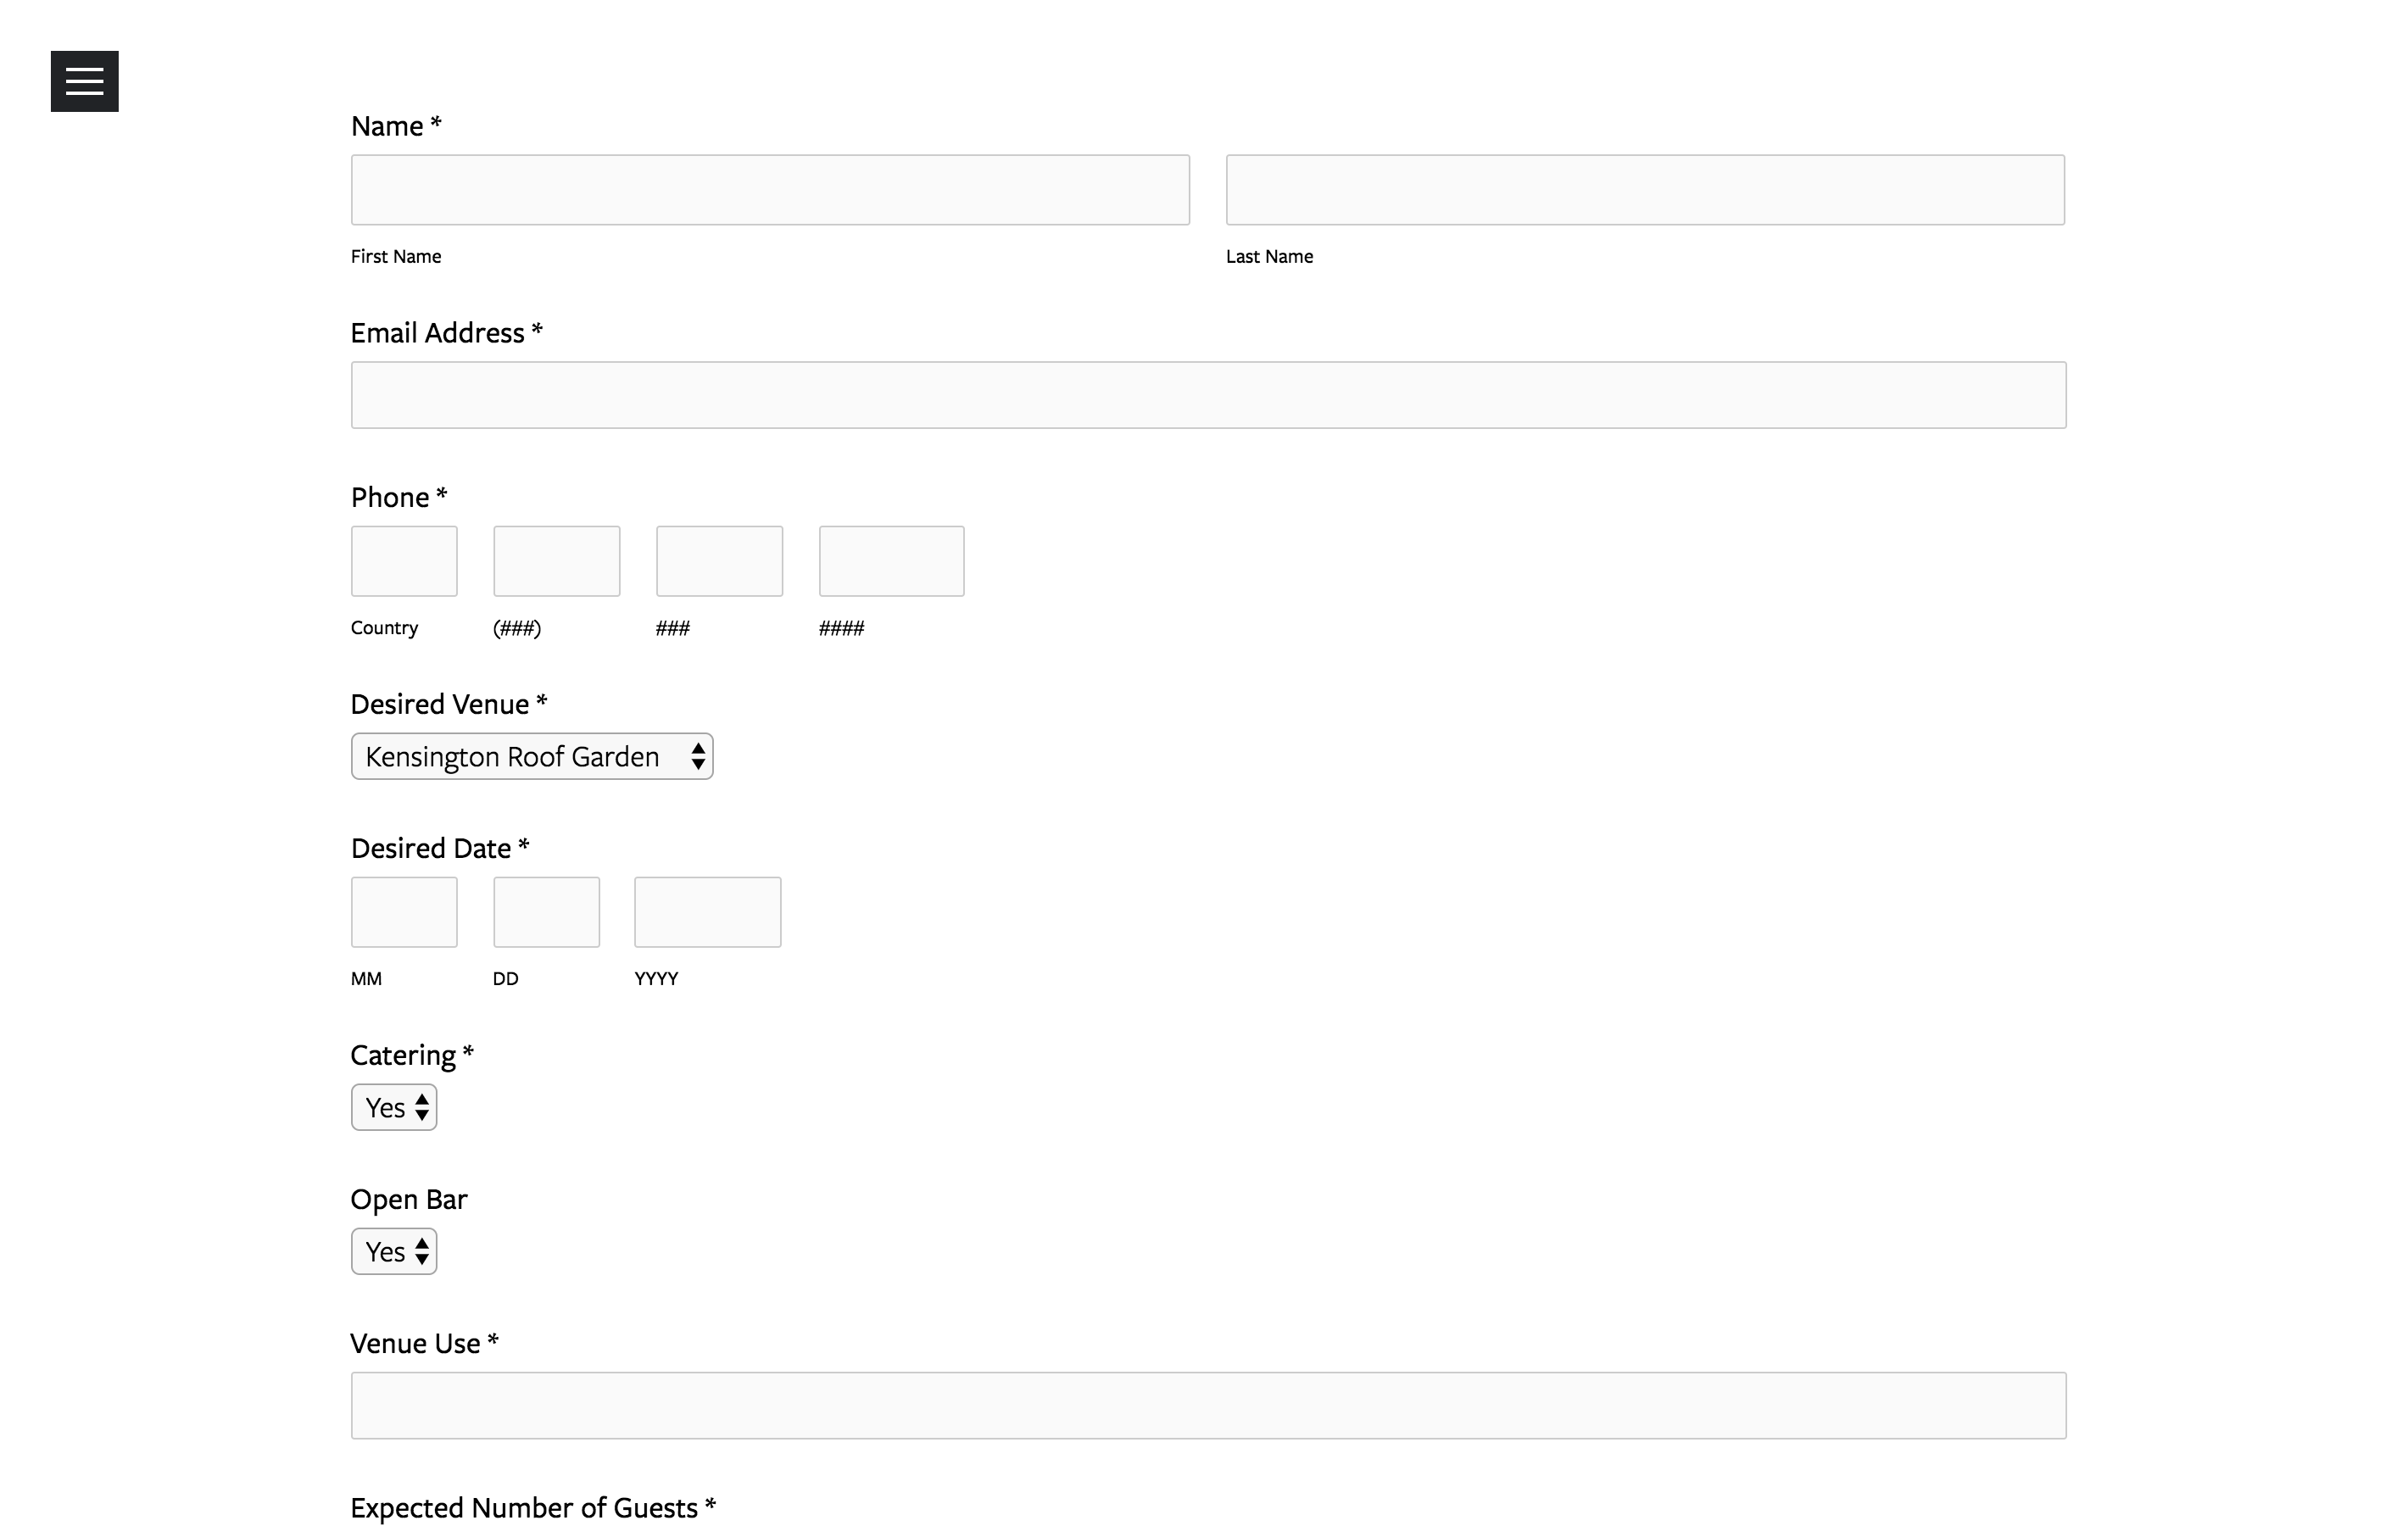 Name *
First Name Last Name
Email Address *
Phone *
Country (###) ### ####
Desired Venue *
Kensington Roof Garden
Desired Date *
MM DD YYYY
Catering *
Yes
Open Bar
Yes
Venue Use *
Expected Number of Guests *